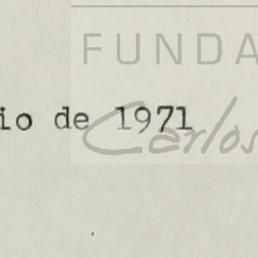 FUNDA
io de 1971
Carlos